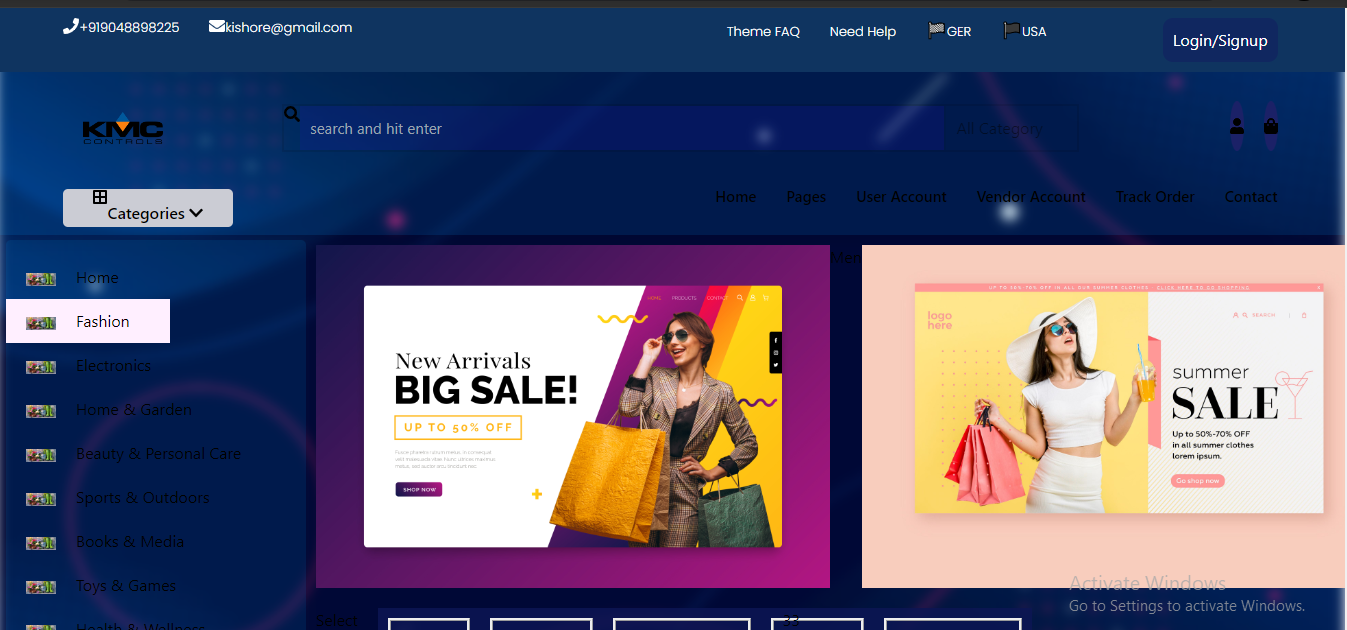 +919048898225 kishore@gmail.com Theme FAQ Need Help GER USA Login/Signup
KMC
CONTROLS
search and hit enter All Category
Categories
Home Pages User Account Vendor Account Track Order Contact
Home
Fashion
Electronics
Home & Garden
Beauty & Personal Care
Sports & Outdoors
Books & Media
Toys & Games
Health & Wellness
HOME PRODUCTS CONTACT
New Arrivals
BIG SALE!
UP TO 50% OFF
SHOP NOW
Men
UP TO 50%-70% OFF IN ALL OUR SUMMER CLOTHES CLICK HERE TO GO SHOPPING
logo
here
SEARCH
summer
SALE
Up to 50%-70% OFF
in all summer clothes
lorem ipsum.
Go shop now
Select
33
Activate Windows
Go to Settings to activate Windows.